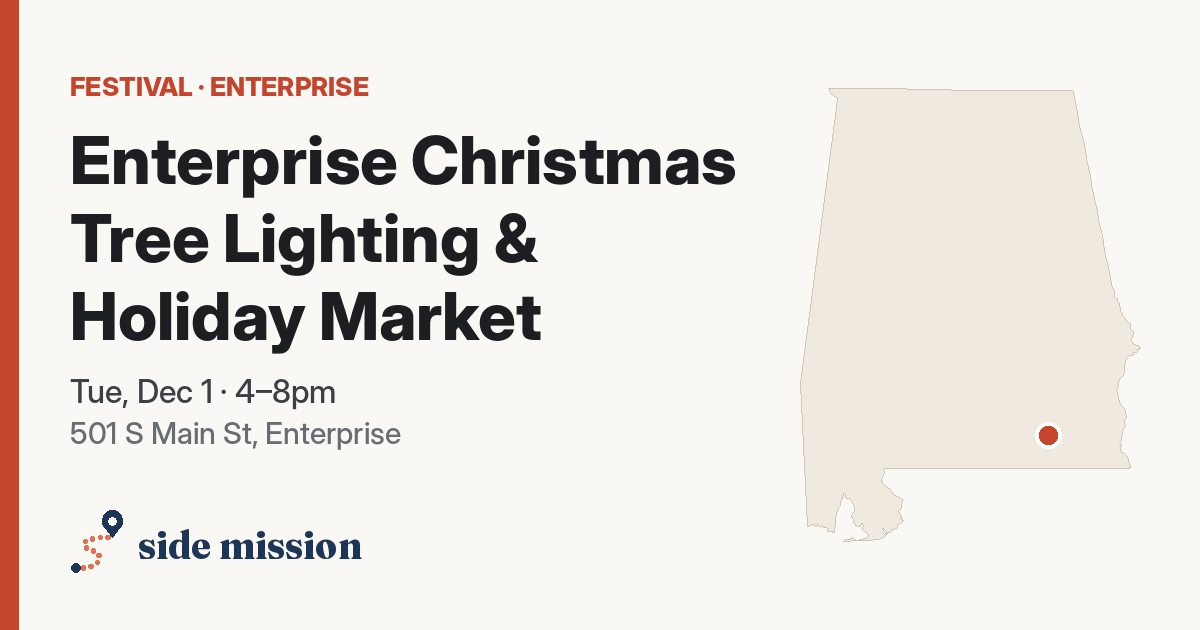 FESTIVAL · ENTERPRISE
Enterprise Christmas
Tree Lighting &
Holiday Market
Tue, Dec 1 · 4–8pm
501 S Main St, Enterprise
side mission